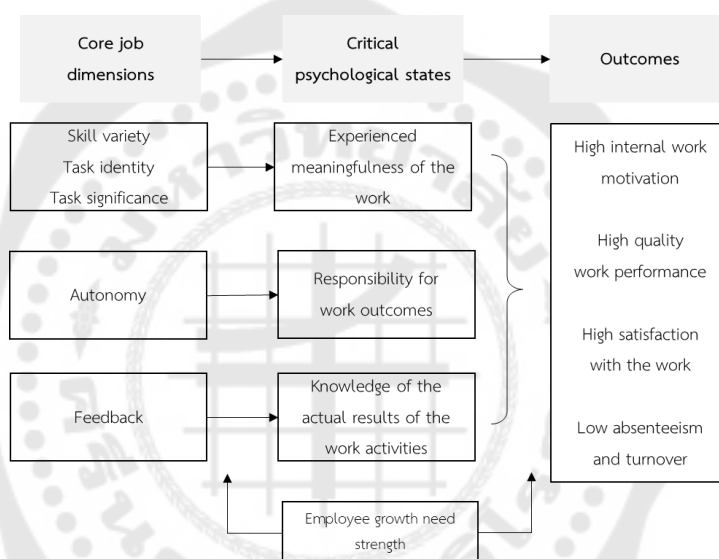 Core job
dimensions
Critical
psychological states
Outcomes
Skill variety
Task identity
Task significance
Experienced
meaningfulness of the
work
High internal work
motivation
High quality
work performance
High satisfaction
with the work
Low absenteeism
and turnover
Autonomy
Responsibility for
work outcomes
Feedback
Knowledge of the
actual results of the
work activities
Employee growth need
strength